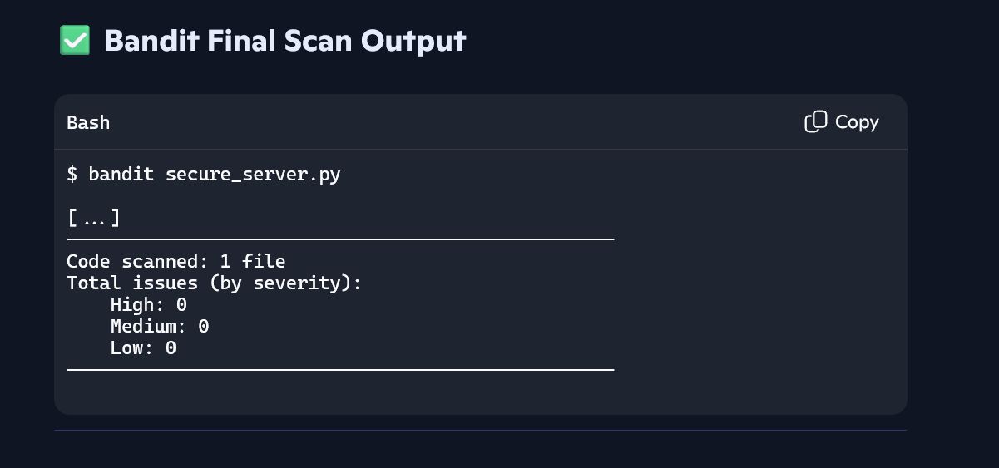 ✅ Bandit Final Scan Output
Bash
Copy
$ bandit secure_server.py
[...]
Code scanned: 1 file
Total issues (by severity):
    High: 0
    Medium: 0
    Low: 0